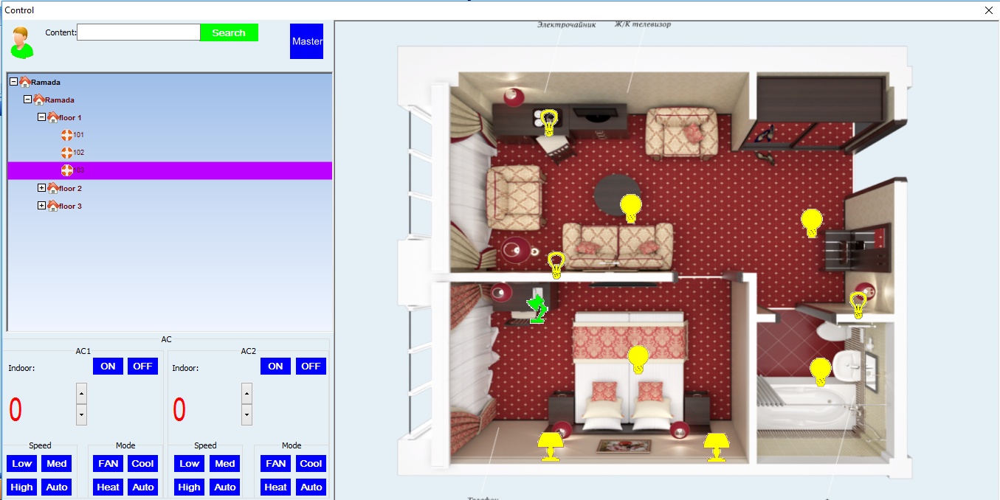 Control
Content:
Search
Master
Ramada
Ramada
floor 1
101
102
103
floor 2
floor 3
AC
AC1
Indoor:
ON
OFF
0
Speed
Low
Med
High
Auto
Mode
FAN
Cool
Heat
Auto
AC2
Indoor:
ON
OFF
0
Speed
Low
Med
High
Auto
Mode
FAN
Cool
Heat
Auto
Электрочайник
Ж/К телевизор